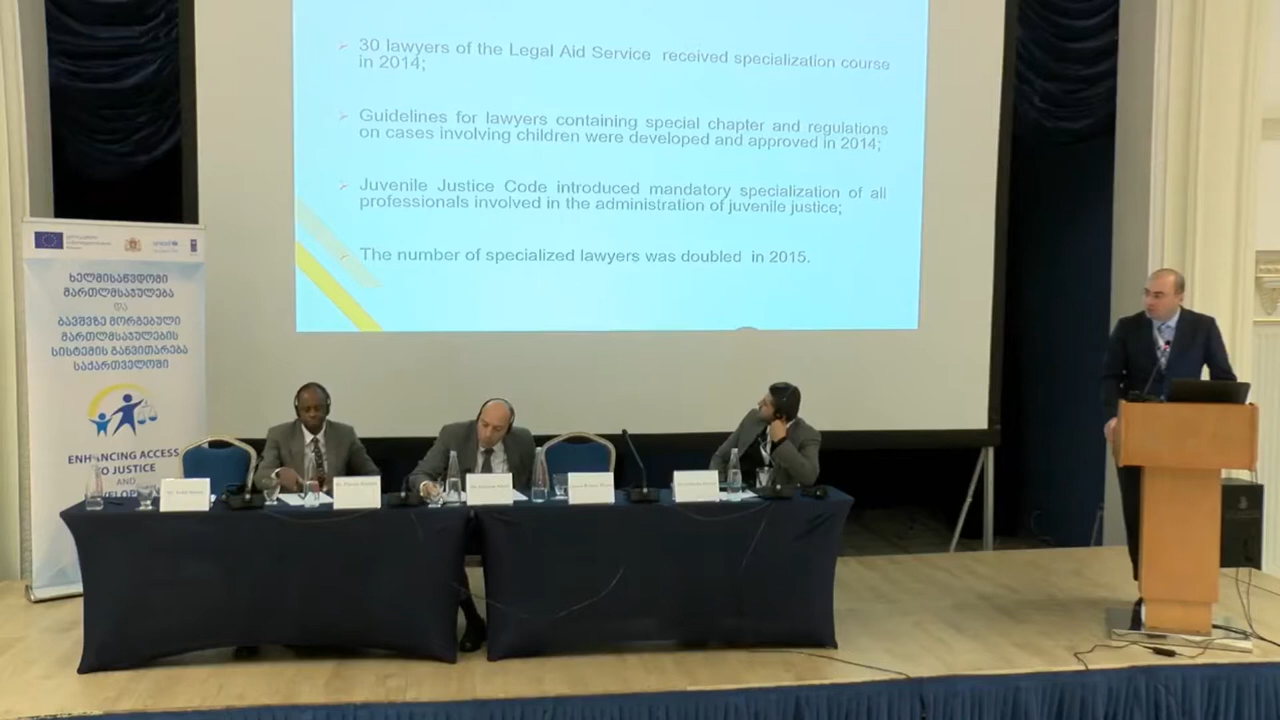 30 lawyers of the Legal Aid Service received specialization course
in 2014;
Guidelines for lawyers containing special chapter and regulations
on cases involving children were developed and approved in 2014;
Juvenile Justice Code introduced mandatory specialization of all
professionals involved in the administration of juvenile justice;
The number of specialized lawyers was doubled in 2015.
unicef
ხელმისაწვდომი
მართლმსაჯულება
და
ბავშვზე მორგებული
მართლმსაჯულების
სისტემის განვითარება
საქართველოში
ENHANCING ACCESS
TO JUSTICE
AND